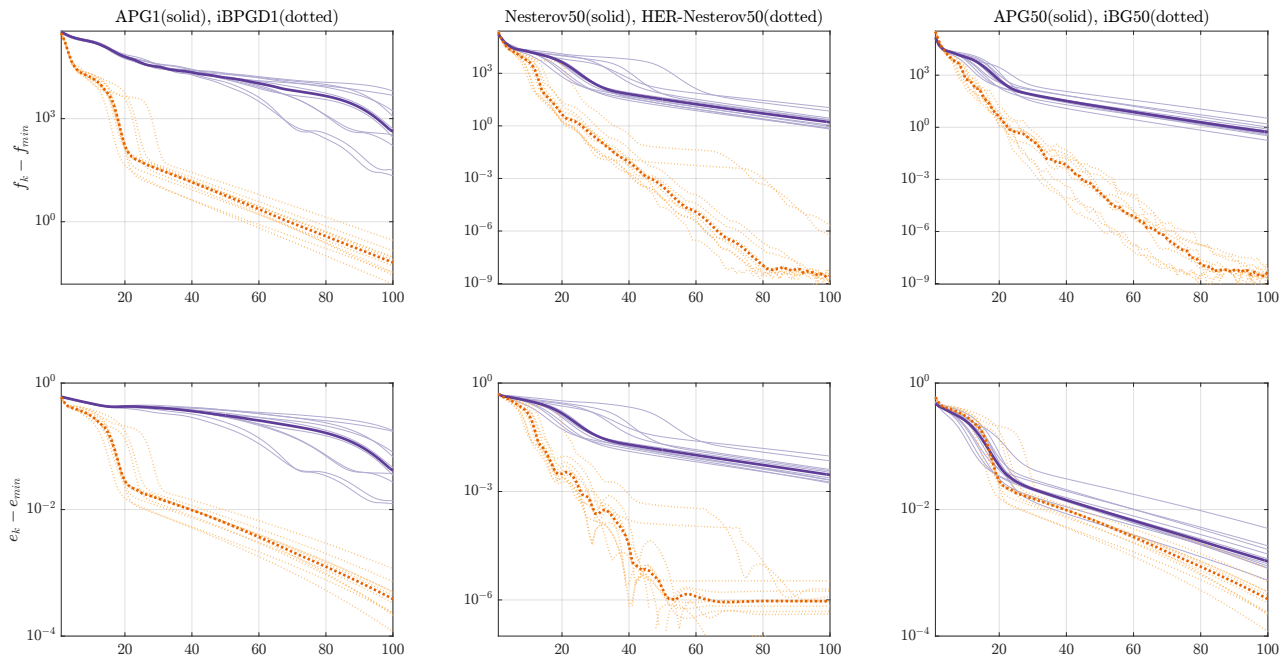 APG1(solid), iBPGD1(dotted)
Nesterov50(solid), HER-Nesterov50(dotted)
APG50(solid), iBG50(dotted)
f_k − f_{min}
10^3
10^0
20 40 60 80 100
10^3
10^0
10^{-3}
10^{-6}
10^{-9}
20 40 60 80 100
10^3
10^0
10^{-3}
10^{-6}
10^{-9}
20 40 60 80 100
e_k − e_{min}
10^0
10^{-2}
10^{-4}
20 40 60 80 100
10^0
10^{-3}
10^{-6}
20 40 60 80 100
10^0
10^{-2}
10^{-4}
20 40 60 80 100